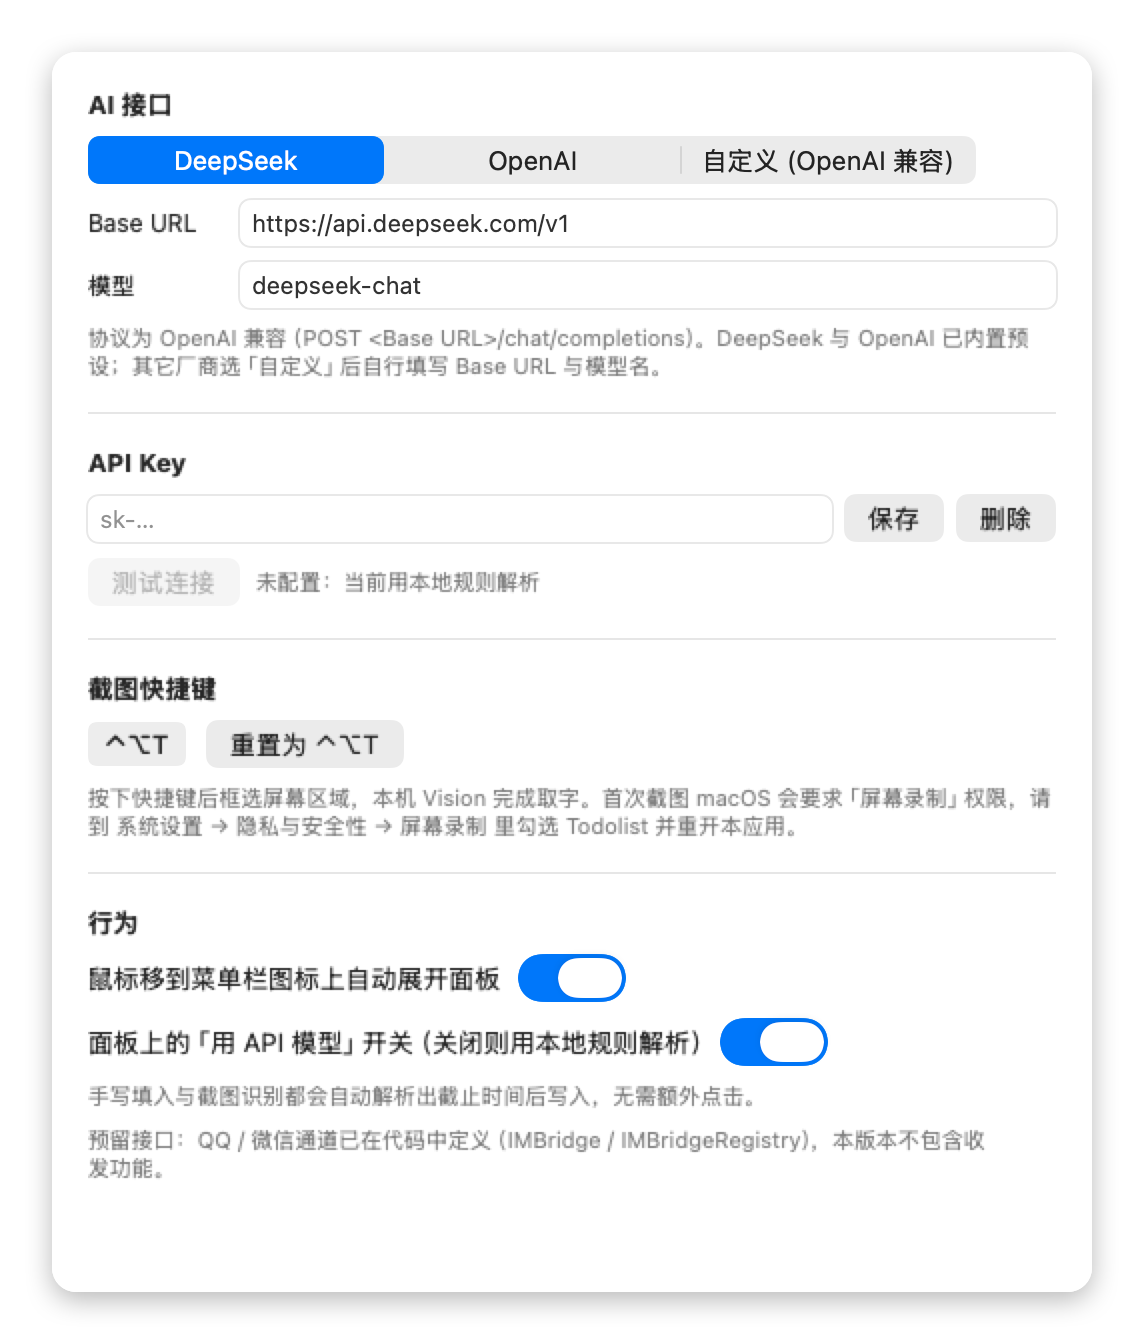 AI 接口
DeepSeek OpenAI 自定义 (OpenAI 兼容)
Base URL https://api.deepseek.com/v1
模型 deepseek-chat
协议为 OpenAI 兼容（POST <Base URL>/chat/completions）。DeepSeek 与 OpenAI 已内置预
设；其它厂商选「自定义」后自行填写 Base URL 与模型名。
API Key
sk-... 保存 删除
测试连接 未配置：当前用本地规则解析
截图快捷键
^⌥T 重置为 ^⌥T
按下快捷键后框选屏幕区域，本机 Vision 完成取字。首次截图 macOS 会要求「屏幕录制」权限，请
到 系统设置 → 隐私与安全性 → 屏幕录制 里勾选 Todolist 并重开本应用。
行为
鼠标移到菜单栏图标上自动展开面板
面板上的「用 API 模型」开关（关闭则用本地规则解析）
手写填入与截图识别都会自动解析出截止时间后写入，无需额外点击。
预留接口：QQ / 微信通道已在代码中定义（IMBridge / IMBridgeRegistry），本版本不包含收
发功能。